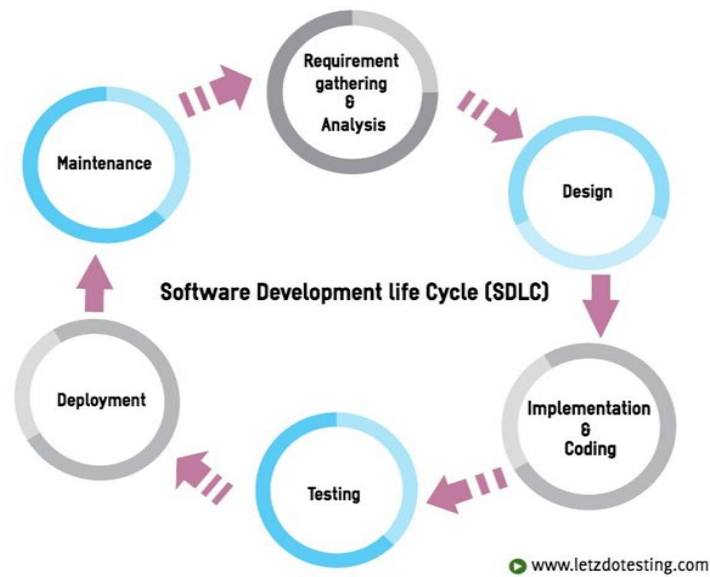 Requirement
gathering
&
Analysis
Design
Implementation
&
Coding
Testing
Deployment
Maintenance
Software Development life Cycle (SDLC)
www.letzdotesting.com